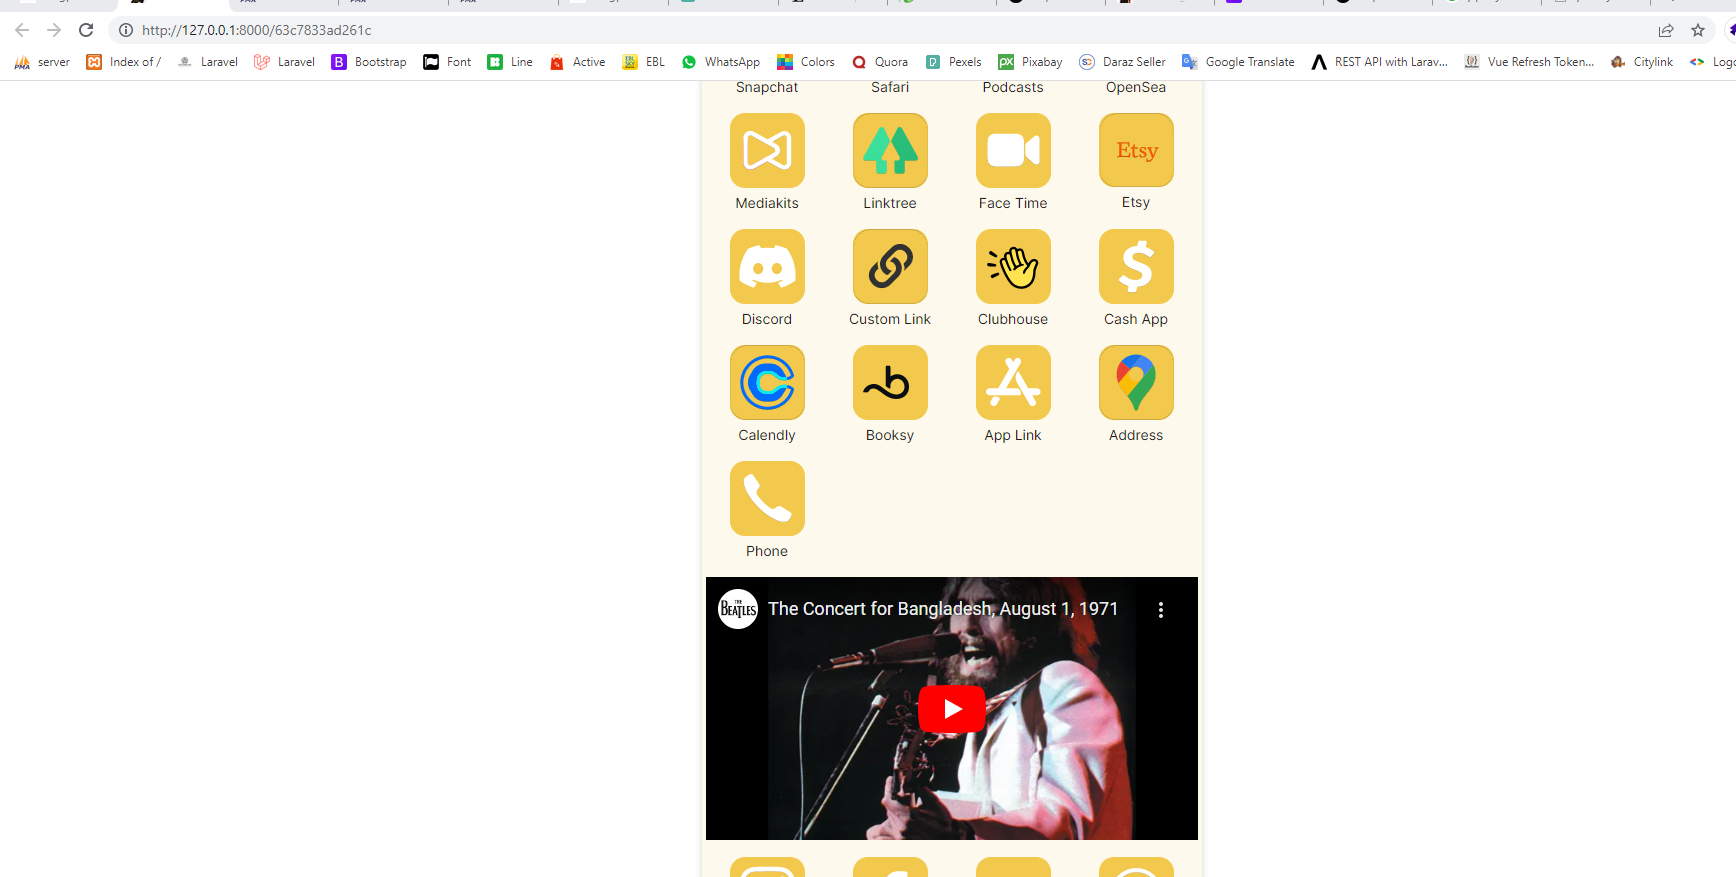 http://127.0.0.1:8000/63c7833ad261c
server Index of / Laravel Laravel Bootstrap Font Line Active EBL WhatsApp Colors Quora Pexels Pixabay Daraz Seller Google Translate REST API with Larav... Vue Refresh Token... Citylink
Snapchat Safari Podcasts OpenSea
Etsy
Mediakits Linktree Face Time Etsy
Discord Custom Link Clubhouse Cash App
Calendly Booksy App Link Address
Phone
THE BEATLES The Concert for Bangladesh, August 1, 1971